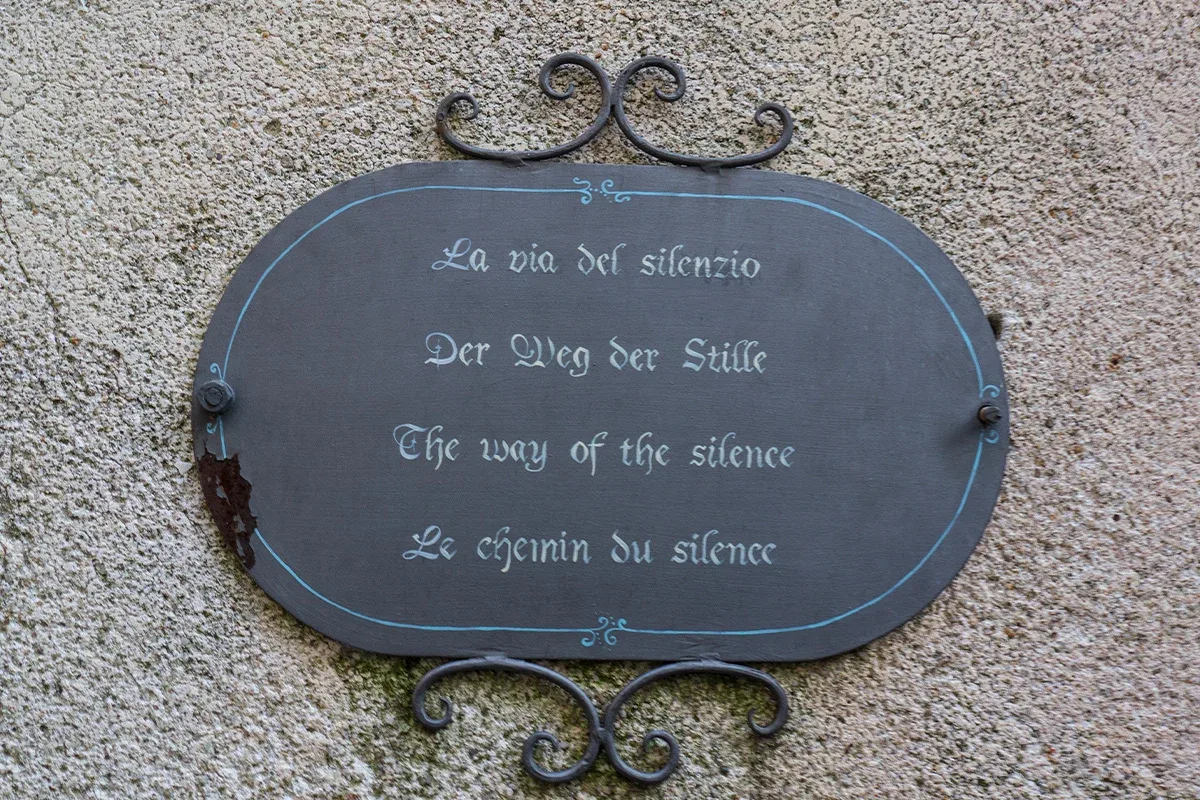 La via del silenzio
Der Weg der Stille
The way of the silence
Le chemin du silence